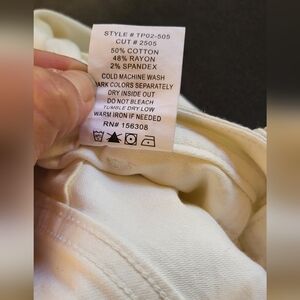 STYLE # TP02-505
CUT # 2505
50% COTTON
48% RAYON
2% SPANDEX
COLD MACHINE WASH
ARK COLORS SEPARATELY
DRY INSIDE OUT
DO NOT BLEACH
TUMBLE DRY LOW
WARM IRON IF NEEDED
RN# 156308